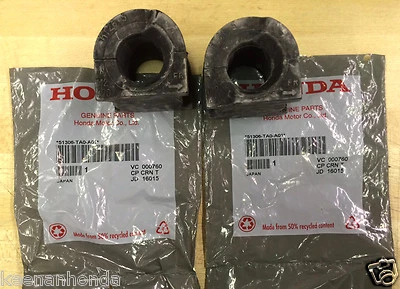 HONDA
GENUINE PARTS
Honda Motor Co., Ltd.
*51306-TA0-A01*
1
JAPAN
VC 000760
CP CRN T
JD 16015
Made from 50% recycled content
HONDA
GENUINE PARTS
Honda Motor Co., Ltd.
*51306-TA0-A01*
1
JAPAN
VC 000760
CP CRN T
JD 16015
Made from 50% recycled content
keenanhonda